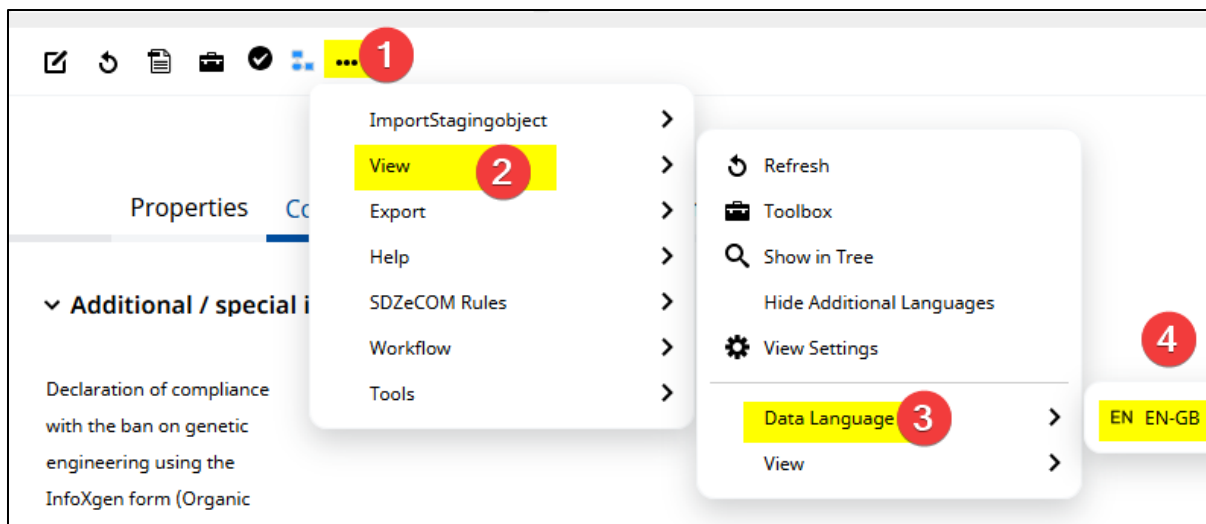 1
ImportStagingobject
View
2
Export
Help
SDZeCOM Rules
Workflow
Tools
Refresh
Toolbox
Show in Tree
Hide Additional Languages
View Settings
Data Language
3
View
4
EN EN-GB
Properties
Additional / special i
Declaration of compliance
with the ban on genetic
engineering using the
InfoXgen form (Organic